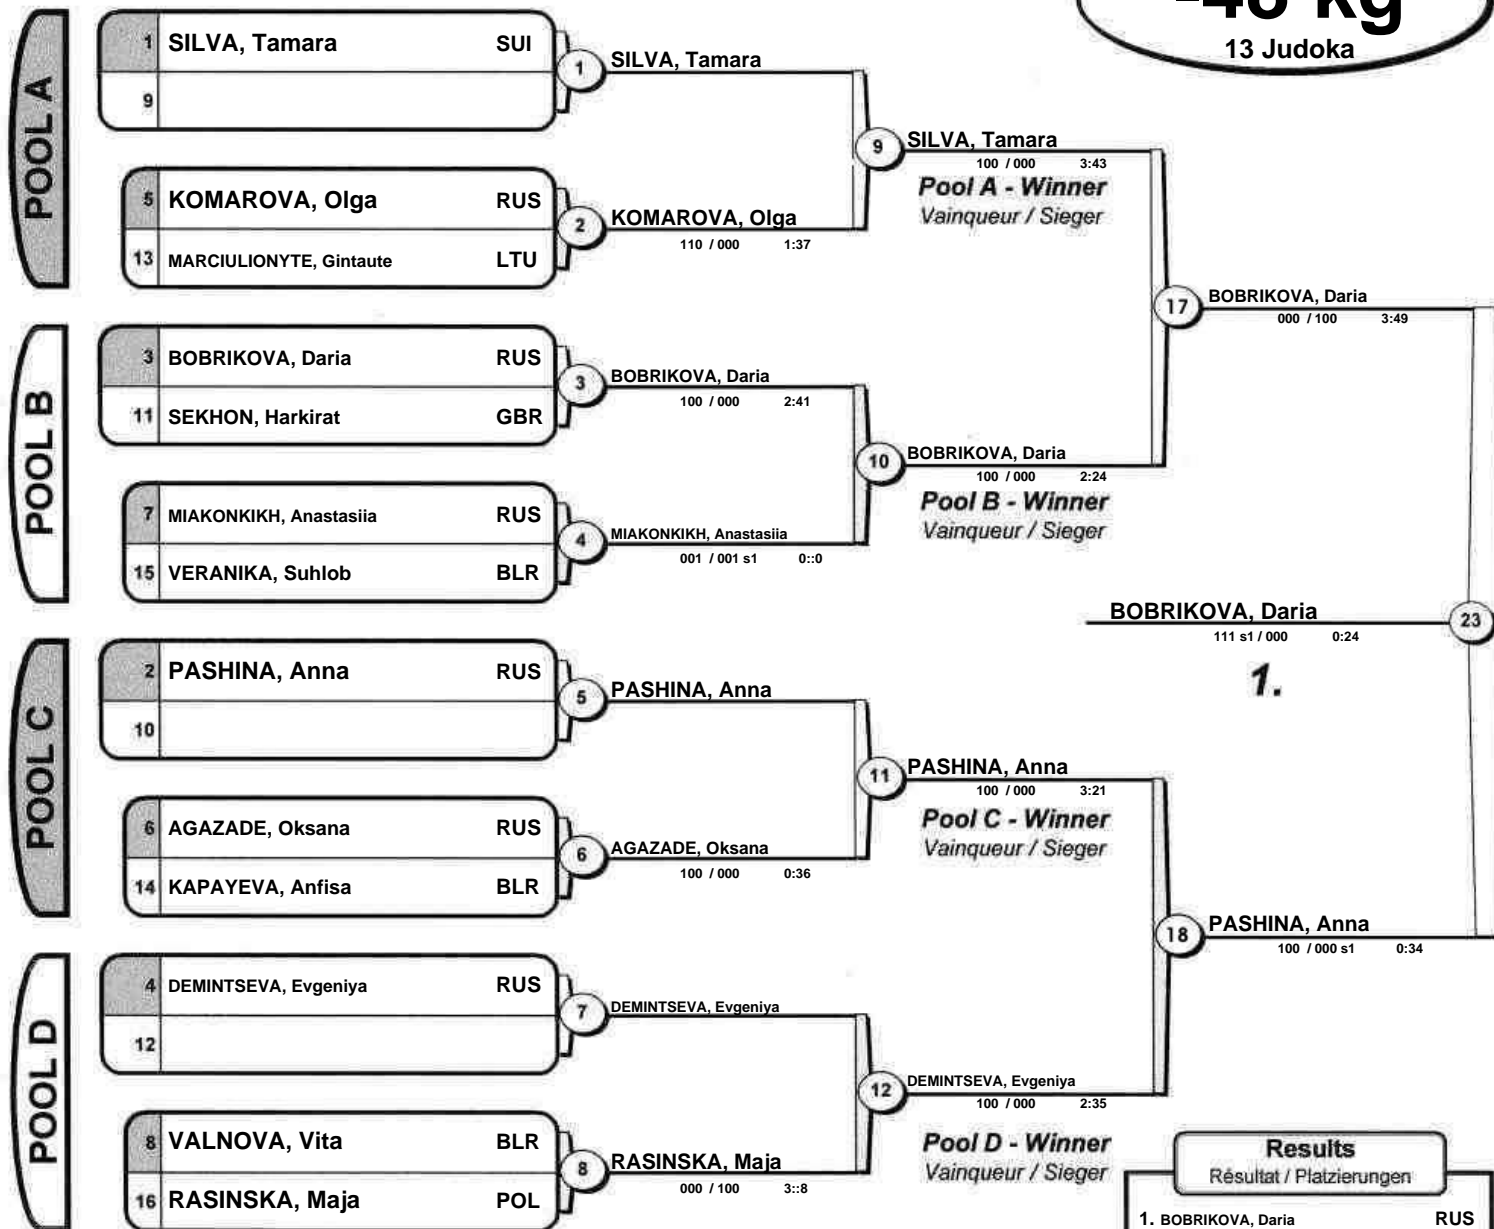 -48 kg
13 Judoka
POOL A
1 SILVA, Tamara SUI
9
1 SILVA, Tamara
5 KOMAROVA, Olga RUS
13 MARCIULIONYTE, Gintaute LTU
2 KOMAROVA, Olga
110 / 000 1:37
9 SILVA, Tamara
100 / 000 3:43
Pool A - Winner
Vainqueur / Sieger
POOL B
3 BOBRIKOVA, Daria RUS
11 SEKHON, Harkirat GBR
3 BOBRIKOVA, Daria
100 / 000 2:41
7 MIAKONKIKH, Anastasiia RUS
15 VERANIKA, Suhlob BLR
4 MIAKONKIKH, Anastasiia
001 / 001 s1 0::0
10 BOBRIKOVA, Daria
100 / 000 2:24
Pool B - Winner
Vainqueur / Sieger
17 BOBRIKOVA, Daria
000 / 100 3:49
BOBRIKOVA, Daria 23
111 s1 / 000 0:24
1.
POOL C
2 PASHINA, Anna RUS
10
5 PASHINA, Anna
6 AGAZADE, Oksana RUS
14 KAPAYEVA, Anfisa BLR
6 AGAZADE, Oksana
100 / 000 0:36
11 PASHINA, Anna
100 / 000 3:21
Pool C - Winner
Vainqueur / Sieger
18 PASHINA, Anna
100 / 000 s1 0:34
POOL D
4 DEMINTSEVA, Evgeniya RUS
12
7 DEMINTSEVA, Evgeniya
8 VALNOVA, Vita BLR
16 RASINSKA, Maja POL
8 RASINSKA, Maja
000 / 100 3::8
12 DEMINTSEVA, Evgeniya
100 / 000 2:35
Pool D - Winner
Vainqueur / Sieger
Results
Résultat / Platzierungen
1. BOBRIKOVA, Daria RUS